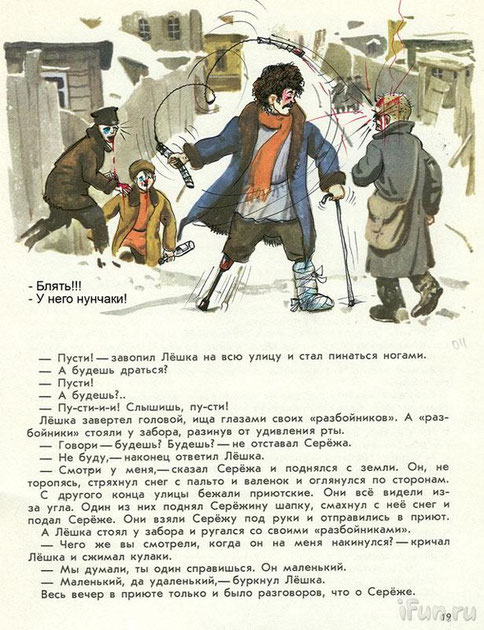 - Блять!!!
- У него нунчаки!
— Пусти! — завопил Лёшка на всю улицу и стал пинаться ногами.
— А будешь драться?
— Пусти!
— А будешь?..
— Пу-сти-и-и! Слышишь, пу-сти!
Лёшка завертел головой, ища глазами своих «разбойников». А «раз-
бойники» стояли у забора, разинув от удивления рты.
— Говори — будешь? Будешь? — не отставал Серёжа.
— Не буду, — наконец ответил Лёшка.
— Смотри у меня, — сказал Серёжа и поднялся с земли. Он, не
торопясь, стряхнул снег с пальто и валенок и оглянулся по сторонам.
С другого конца улицы бежали приютские. Они всё видели из-
за угла. Один из них поднял Серёжину шапку, смахнул с неё снег и
подал Серёже. Они взяли Серёжу под руки и отправились в приют.
А Лёшка стоял у забора и ругался со своими «разбойниками».
— Чего же вы смотрели, когда он на меня накинулся? — кричал
Лёшка и сжимал кулаки.
— Мы думали, ты один справишься. Он маленький.
— Маленький, да удаленький, — буркнул Лёшка.
Весь вечер в приюте только и было разговоров, что о Серёже.
19
iFun.ru